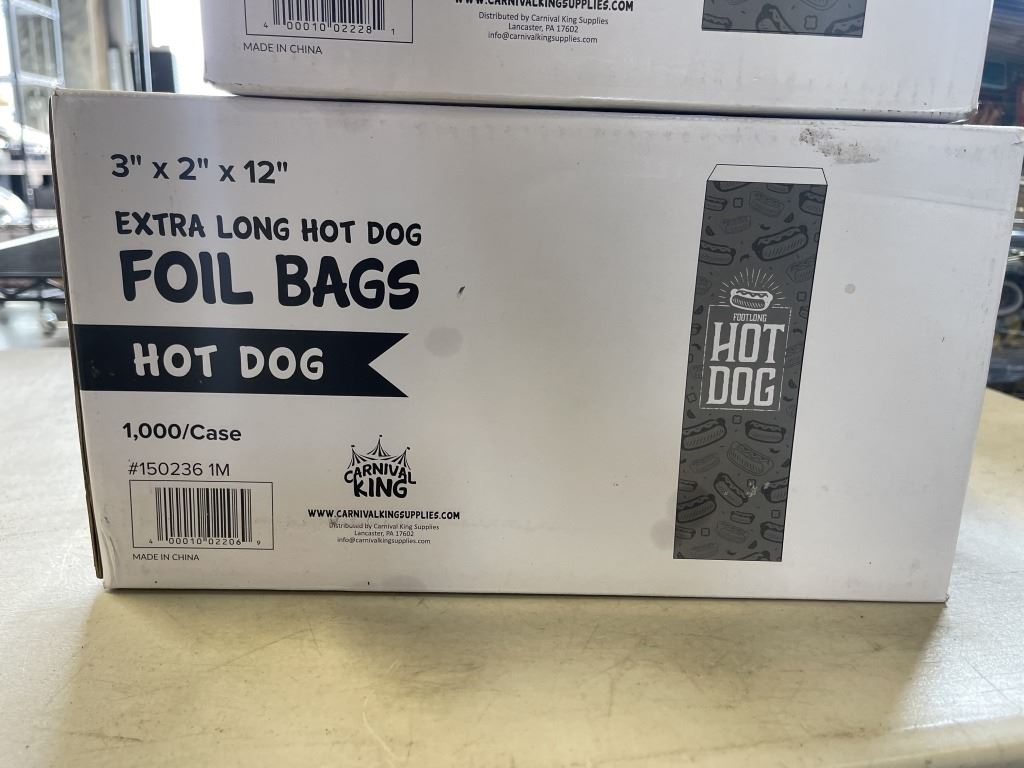 4 00010 02228 1
MADE IN CHINA
WWW.CARNIVALKINGSUPPLIES.COM
Distributed by Carnival King Supplies
Lancaster, PA 17602
info@carnivalkingsupplies.com
3" x 2" x 12"
EXTRA LONG HOT DOG
FOIL BAGS
HOT DOG
1,000/Case
#150236 1M
4 00010 02206 9
MADE IN CHINA
CARNIVAL
KING
WWW.CARNIVALKINGSUPPLIES.COM
Distributed by Carnival King Supplies
Lancaster, PA 17602
info@carnivalkingsupplies.com
FOOTLONG
HOT
DOG